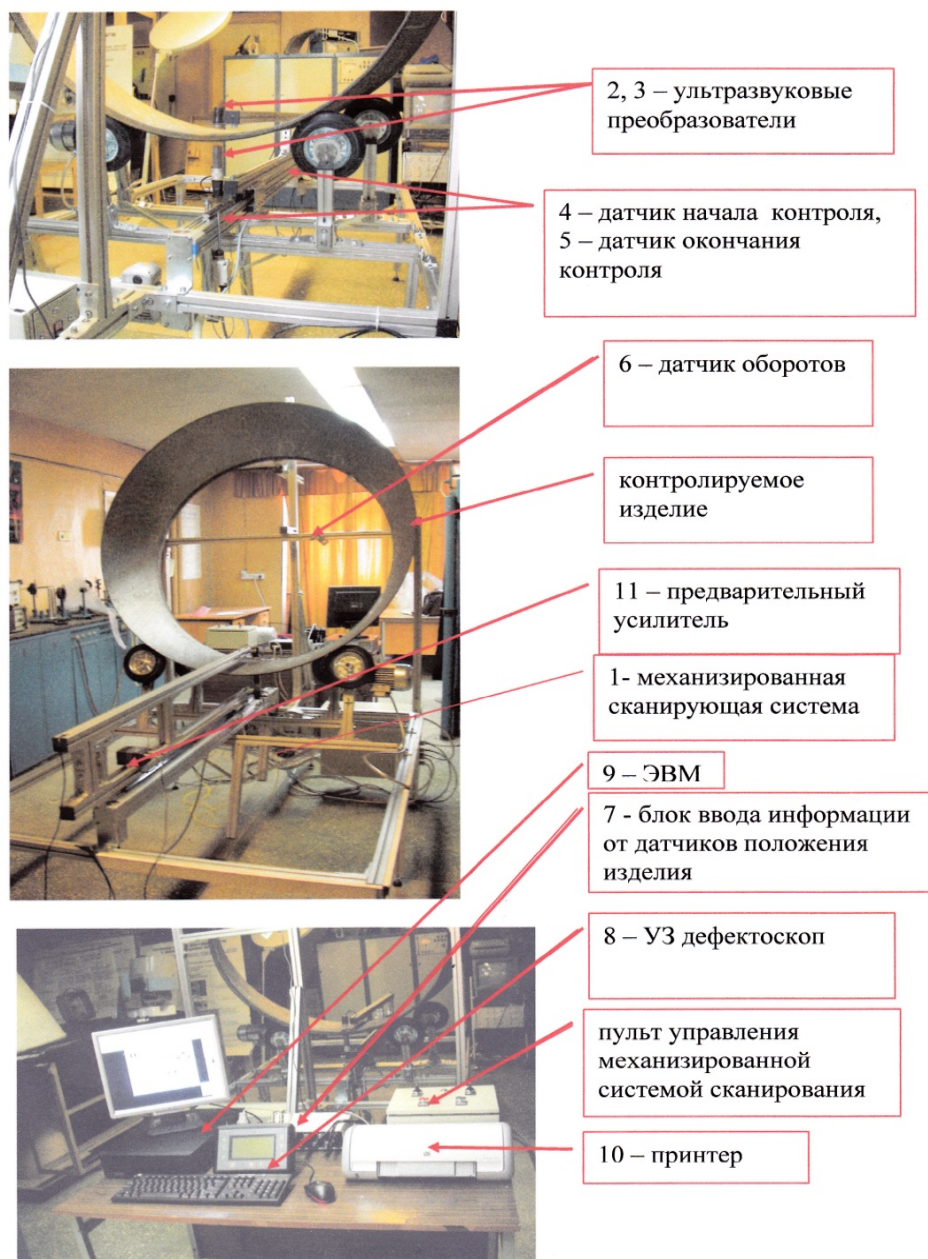 2, 3 – ультразвуковые
преобразователи
4 – датчик начала контроля,
5 – датчик окончания
контроля
6 – датчик оборотов
контролируемое
изделие
11 – предварительный
усилитель
1- механизированная
сканирующая система
9 – ЭВМ
7 - блок ввода информации
от датчиков положения
изделия
8 – УЗ дефектоскоп
пульт управления
механизированной
системой сканирования
10 – принтер